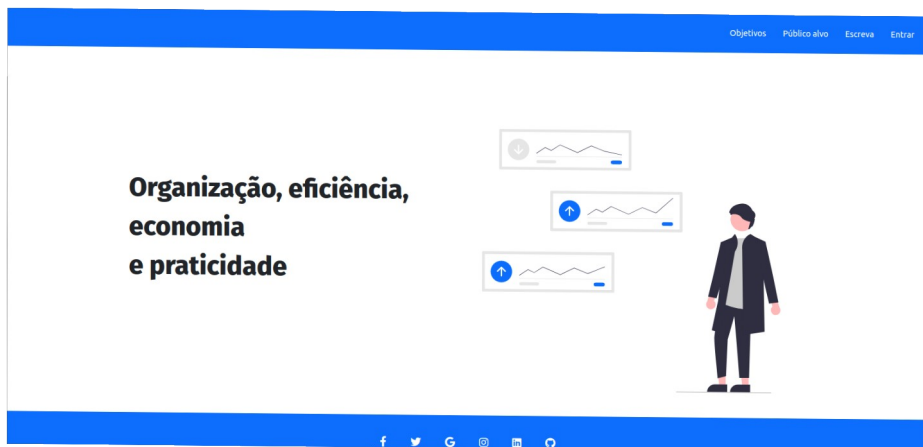 Objetivos Público alvo Escreva Entrar
Organização, eficiência,
economia
e praticidade